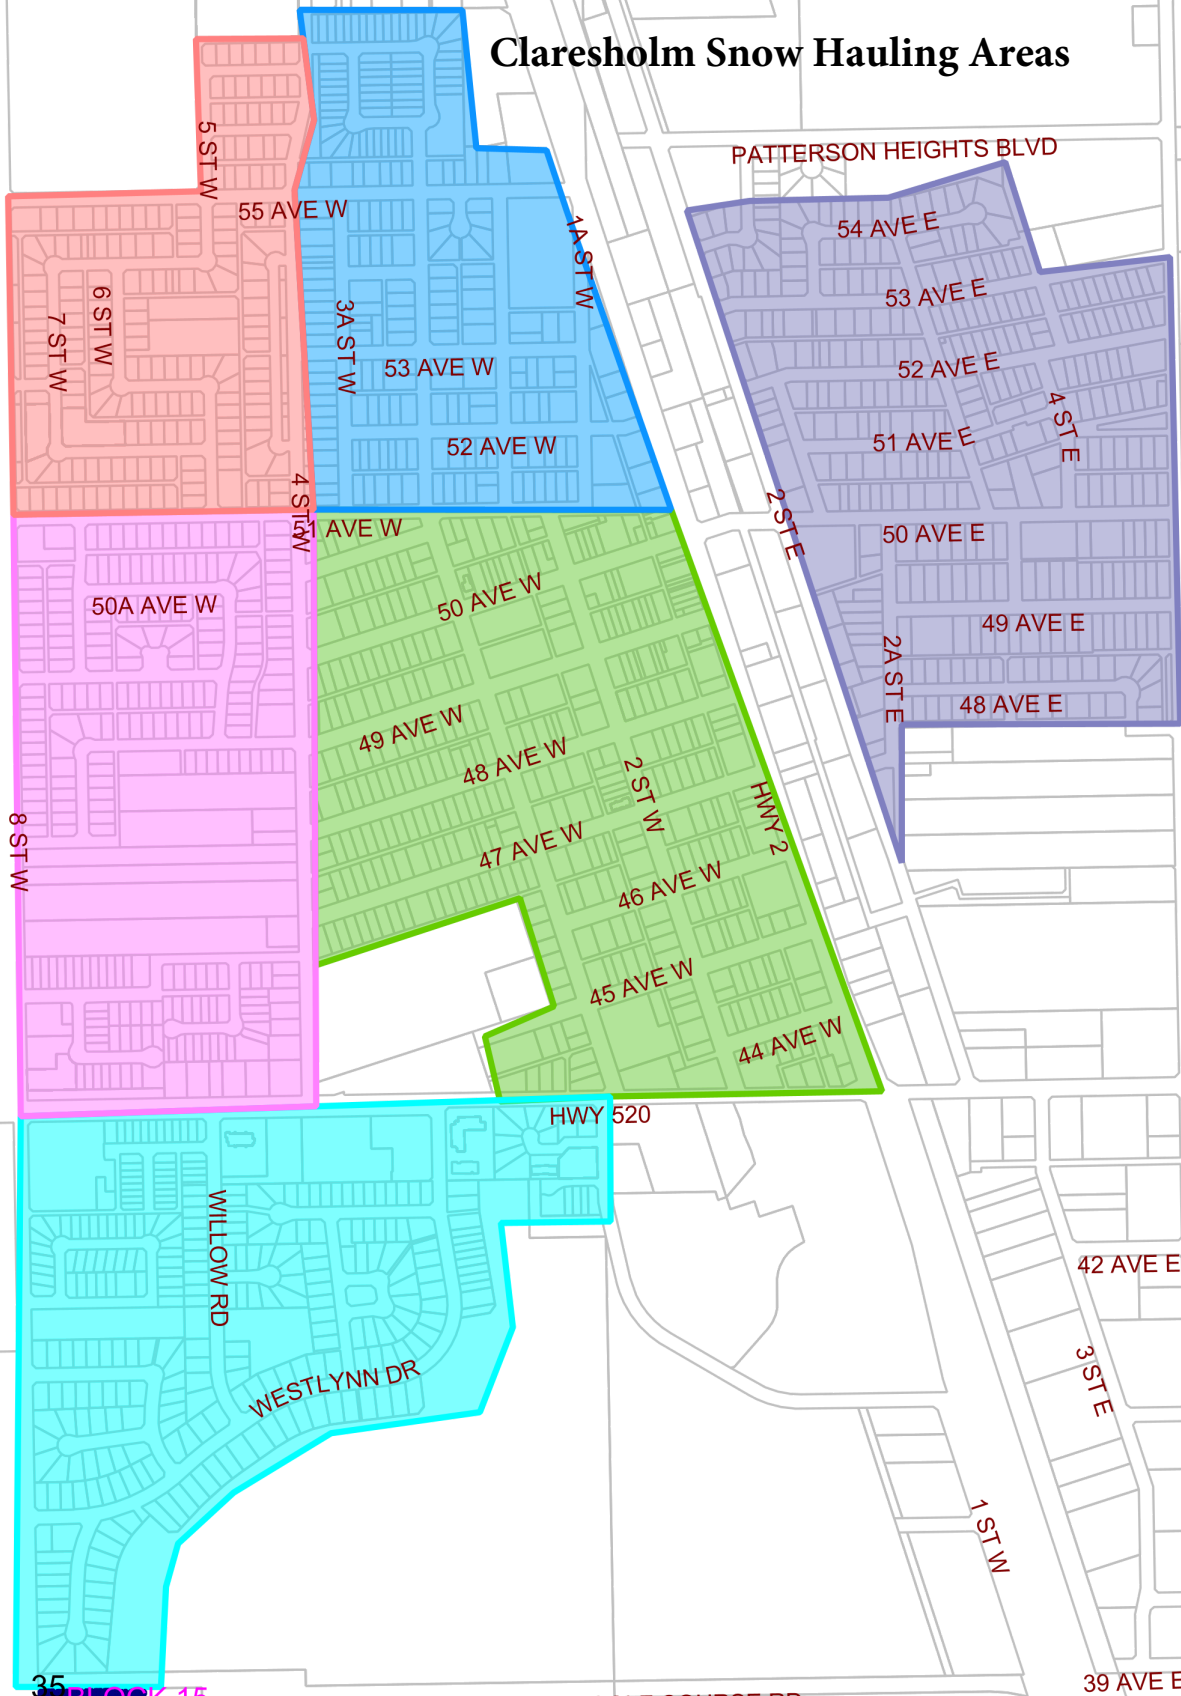 Claresholm Snow Hauling Areas
PATTERSON HEIGHTS BLVD
5 ST W
55 AVE W
1A ST W
54 AVE E
53 AVE E
6 ST W
7 ST W
3A ST W
53 AVE W
52 AVE E
4 ST E
52 AVE W
51 AVE E
4 ST W
51 AVE W
2 ST E
50 AVE E
50A AVE W
50 AVE W
49 AVE E
2A ST E
48 AVE E
49 AVE W
48 AVE W
2 ST W
HWY 2
8 ST W
47 AVE W
46 AVE W
45 AVE W
44 AVE W
HWY 520
WILLOW RD
42 AVE E
WESTLYNN DR
3 ST E
1 ST W
39 AVE E
35
BLOCK 15